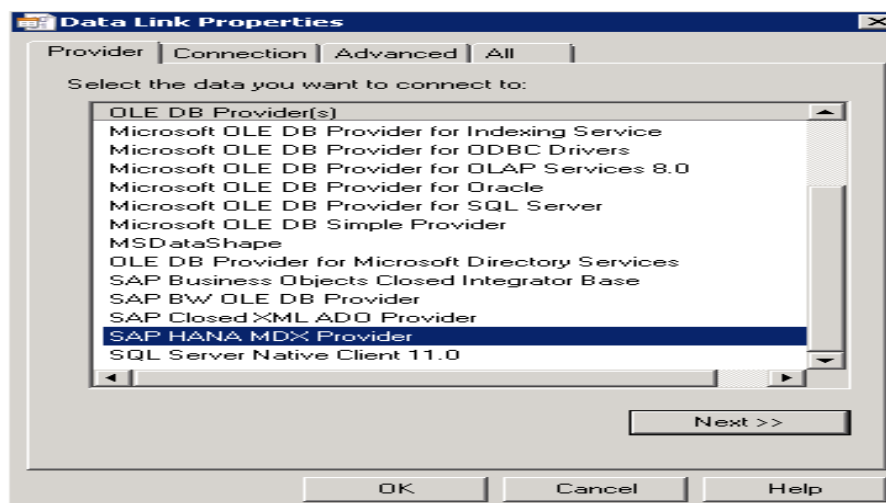 Data Link Properties
Provider Connection Advanced All
Select the data you want to connect to:
OLE DB Provider(s)
Microsoft OLE DB Provider for Indexing Service
Microsoft OLE DB Provider for ODBC Drivers
Microsoft OLE DB Provider for OLAP Services 8.0
Microsoft OLE DB Provider for Oracle
Microsoft OLE DB Provider for SQL Server
Microsoft OLE DB Simple Provider
MSDataShape
OLE DB Provider for Microsoft Directory Services
SAP Business Objects Closed Integrator Base
SAP BW OLE DB Provider
SAP Closed XML ADO Provider
SAP HANA MDX Provider
SQL Server Native Client 11.0
Next >>
OK Cancel Help